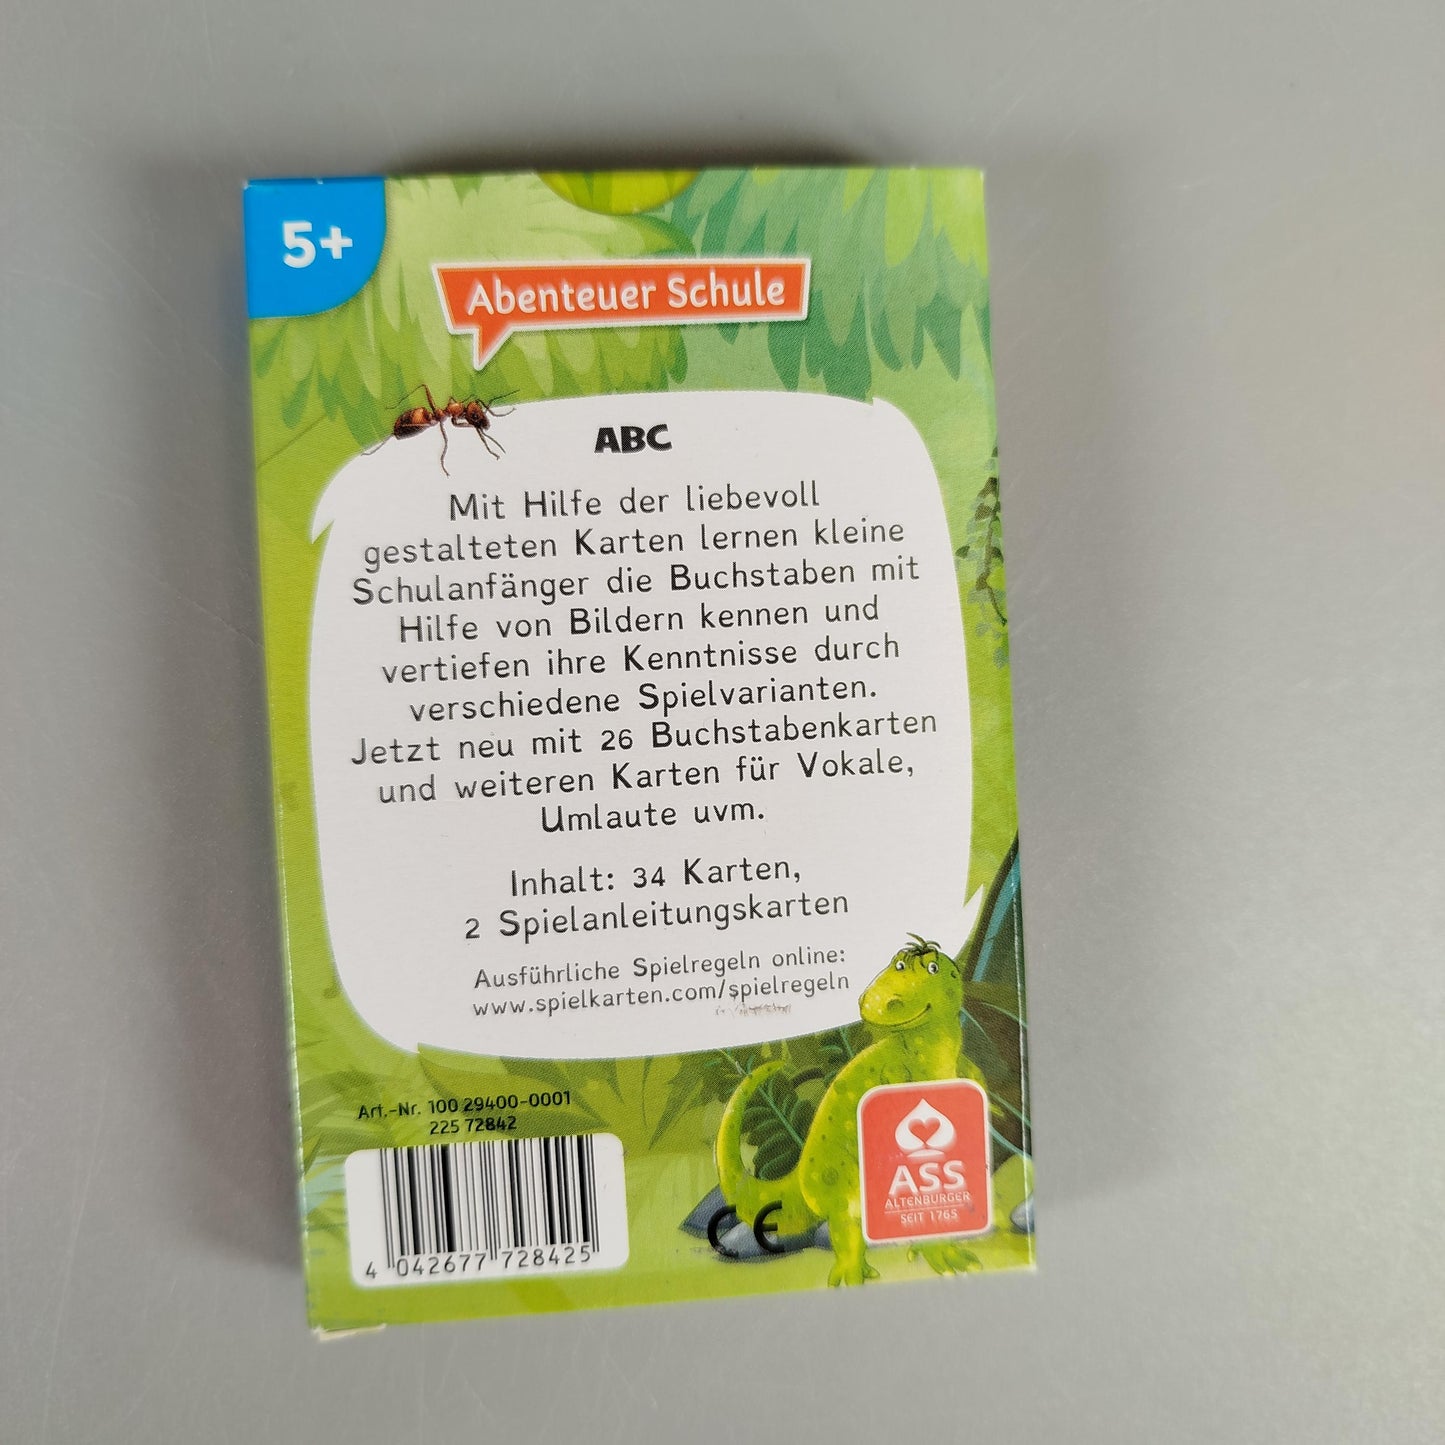 5+
Abenteuer Schule
ABC
Mit Hilfe der liebevoll
gestalteten Karten lernen kleine
Schulanfänger die Buchstaben mit
Hilfe von Bildern kennen und
vertiefen ihre Kenntnisse durch
verschiedene Spielvarianten.
Jetzt neu mit 26 Buchstabenkarten
und weiteren Karten für Vokale,
Umlaute uvm.
Inhalt: 34 Karten,
2 Spielanleitungskarten
Ausführliche Spielregeln online:
www.spielkarten.com/spielregeln
Art.-Nr. 100 29400-0001
225 72842
4 042677 728425
CE
ASS
ALTENBURGER
SEIT 1765